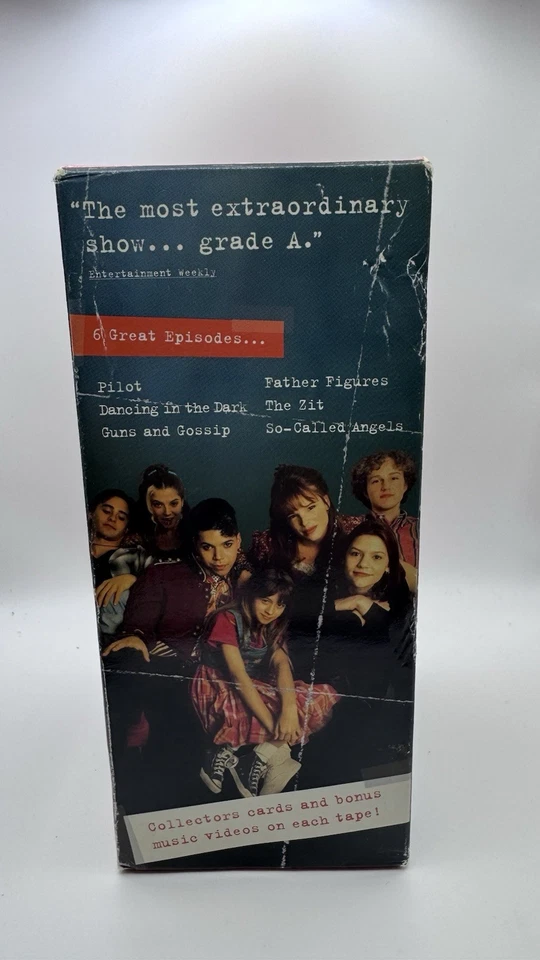 “The most extraordinary
show... grade A.”
Entertainment Weekly
6 Great Episodes...
Pilot
Dancing in the Dark
Guns and Gossip
Father Figures
The Zit
So-Called Angels
Collectors cards and bonus
music videos on each tape!